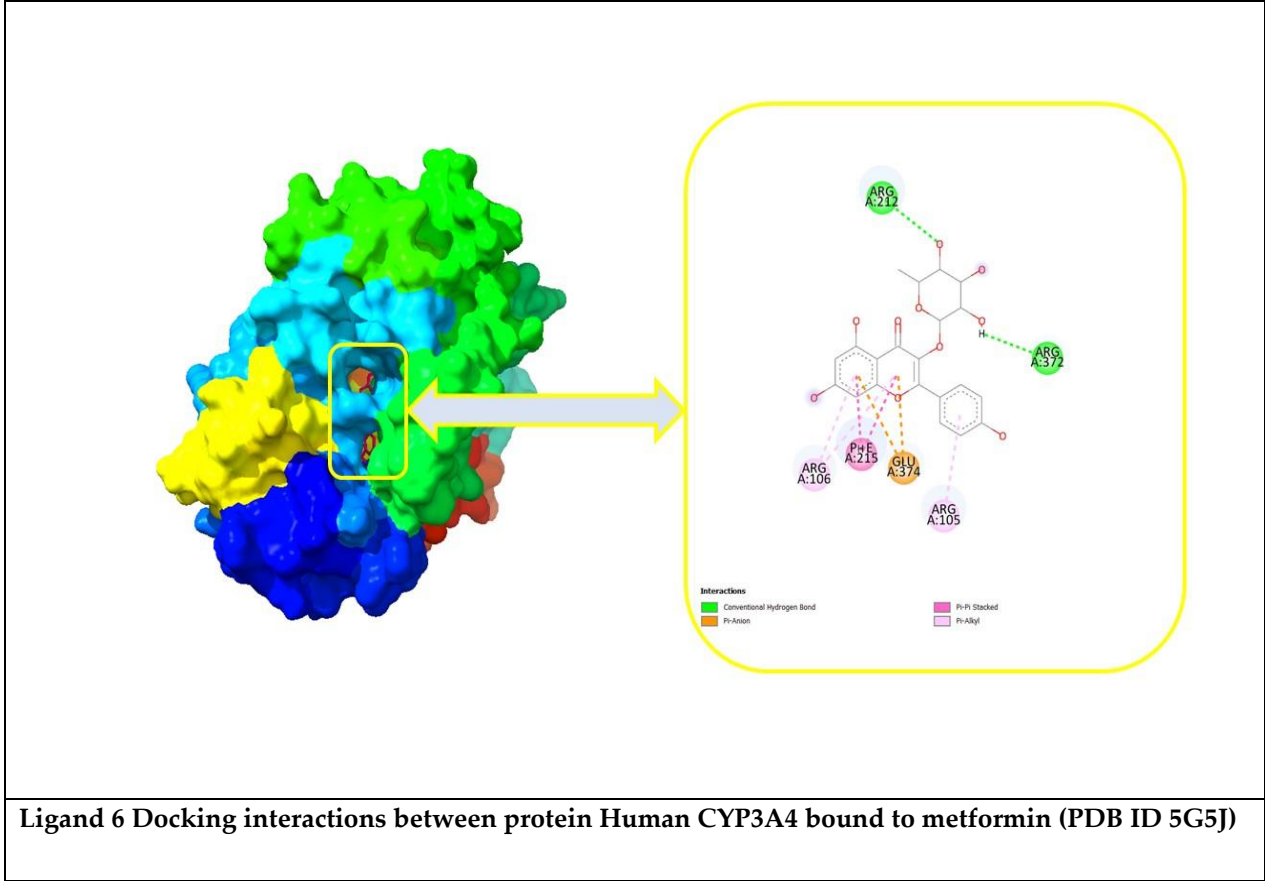 ARG
A:212
O
O
O
O
H
O
O
O
O
ARG
A:372
O
O
O
ARG
A:106
A:215
GLU
A:374
ARG
A:105
Interactions
Conventional Hydrogen Bond
Pi-Anion
Pi-Pi Stacked
Pi-Alkyl
Ligand 6 Docking interactions between protein Human CYP3A4 bound to metformin (PDB ID 5G5J)